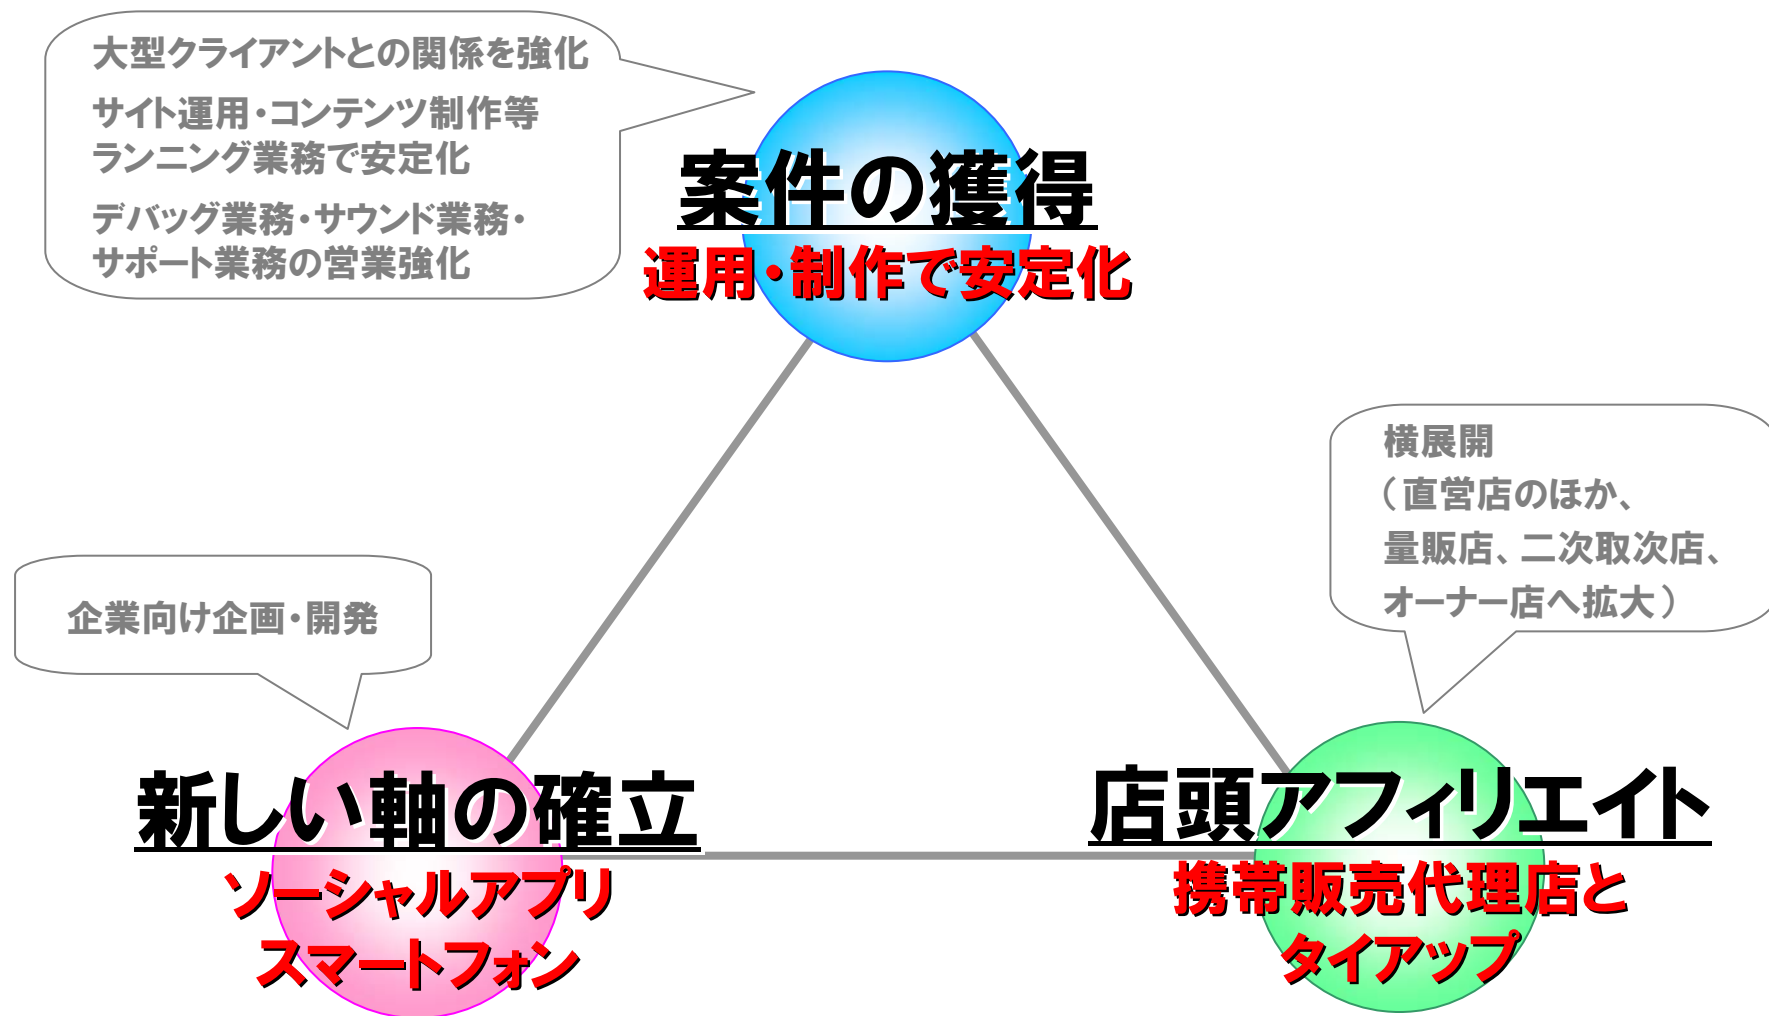 大型クライアントとの関係を強化
サイト運用・コンテンツ制作等
ランニング業務で安定化
デバッグ業務・サウンド業務・
サポート業務の営業強化
案件の獲得
運用・制作で安定化
横展開
（直営店のほか、
量販店、二次取次店、
オーナー店へ拡大）
企業向け企画・開発
新しい軸の確立
ソーシャルアプリ
スマートフォン
店頭アフィリエイト
携帯販売代理店と
タイアップ